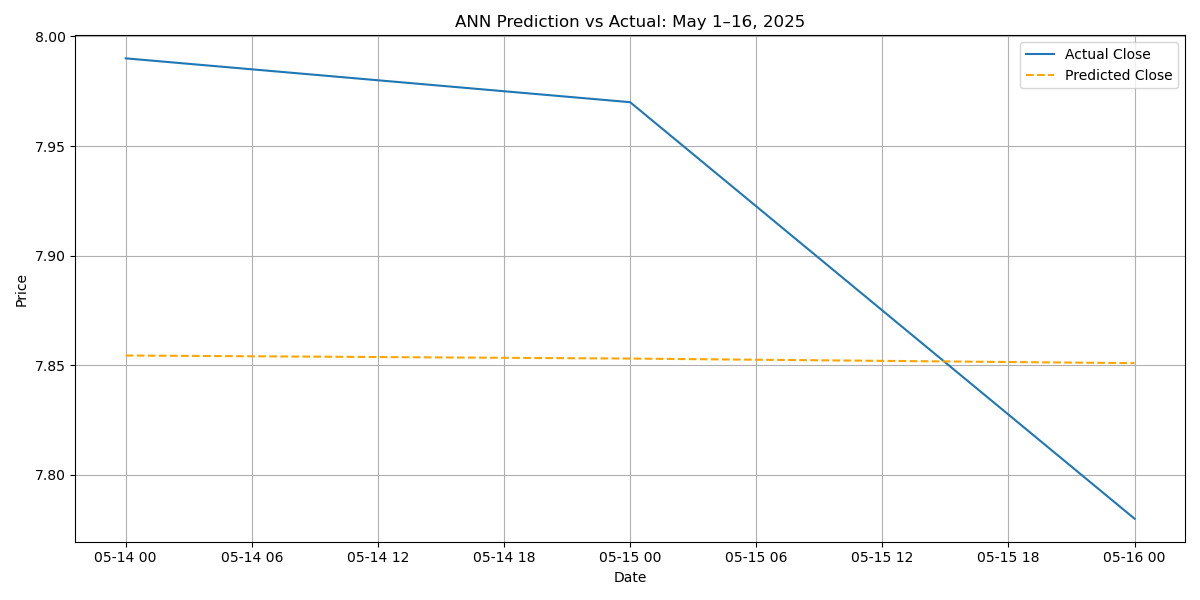 ANN Prediction vs Actual: May 1–16, 2025
Actual Close
Predicted Close
Price
8.00
7.95
7.90
7.85
7.80
05-14 00
05-14 06
05-14 12
05-14 18
05-15 00
05-15 06
05-15 12
05-15 18
05-16 00
Date